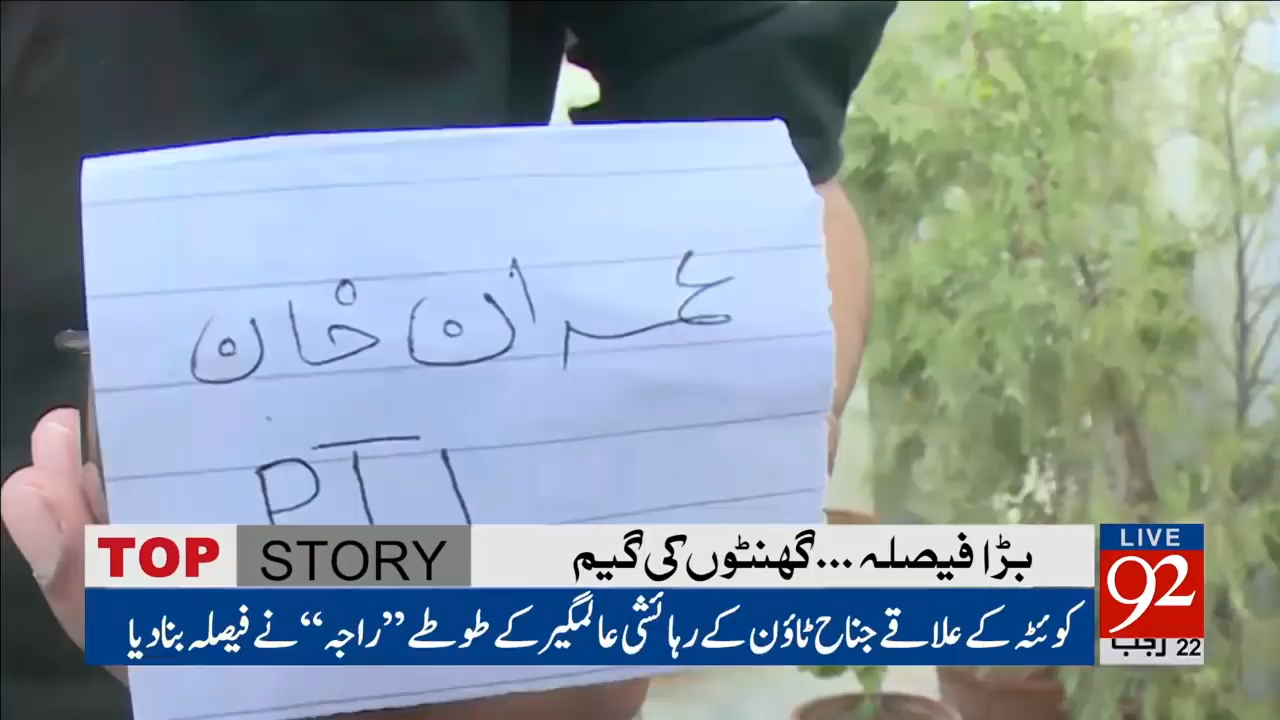 عمران خان
PTI
TOP STORY
بڑا فیصلہ...گھنٹوں کی گیم
LIVE
92
کوئٹہ کے علاقے جناح ٹاؤن کے رہائشی عالمگیر کے طوطے ”راجہ“ نے فیصلہ بنادیا
22 رجب